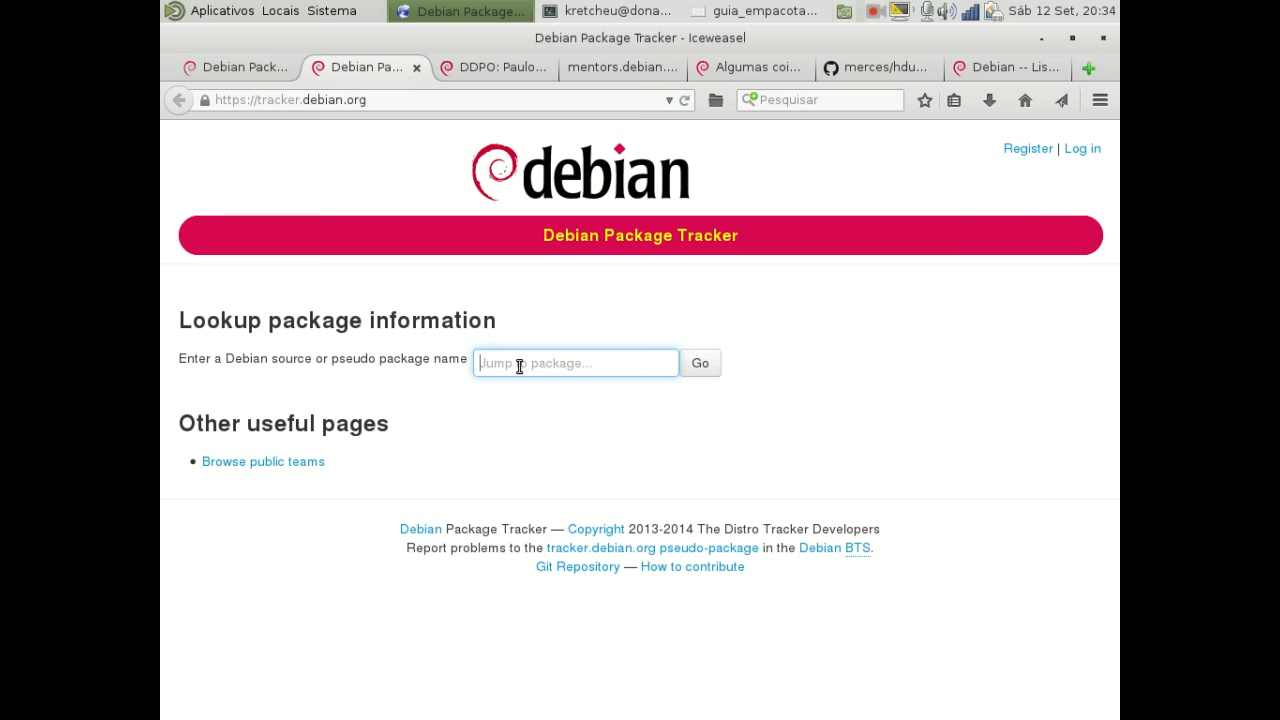 Aplicativos Locais Sistema
Debian Package...
kretcheu@dona...
guia_empacota...
Sáb 12 Set, 20:34
Debian Package Tracker - Iceweasel
Debian Pack...
Debian Pa...
DDPO: Paulo...
mentors.debian....
Algumas coi...
merces/hdu...
Debian -- Lis...
https://tracker.debian.org
Pesquisar
Register | Log in
debian
Debian Package Tracker
Lookup package information
Enter a Debian source or pseudo package name
Jump to package...
Go
Other useful pages
• Browse public teams
Debian Package Tracker — Copyright 2013-2014 The Distro Tracker Developers
Report problems to the tracker.debian.org pseudo-package in the Debian BTS.
Git Repository — How to contribute